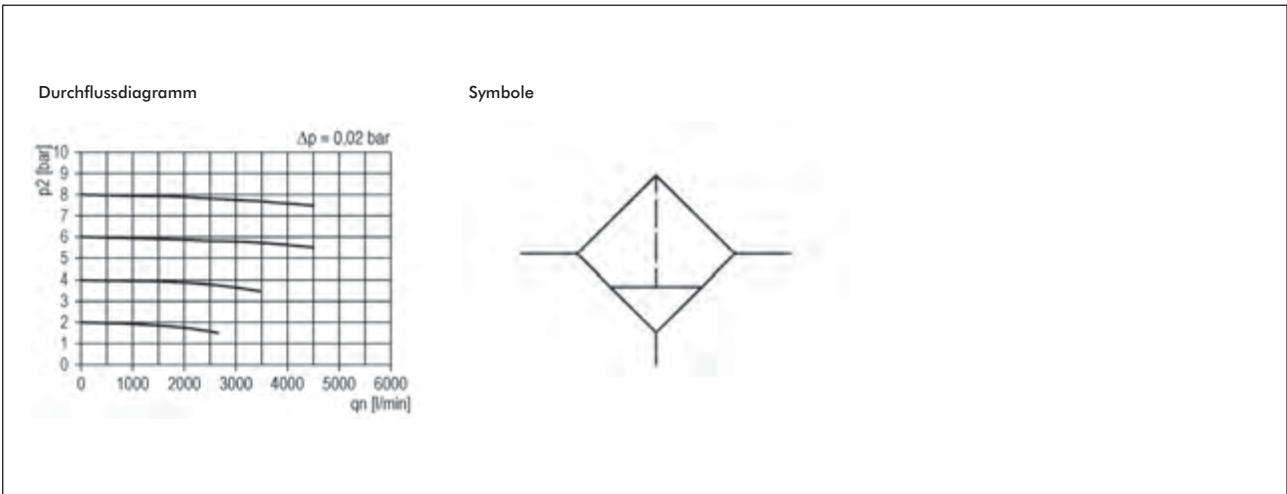 Durchflussdiagramm
Symbole
Δp = 0,02 bar
p2 [bar]
10
9
8
7
6
5
4
3
2
1
0
0 1000 2000 3000 4000 5000 6000
qn [l/min]